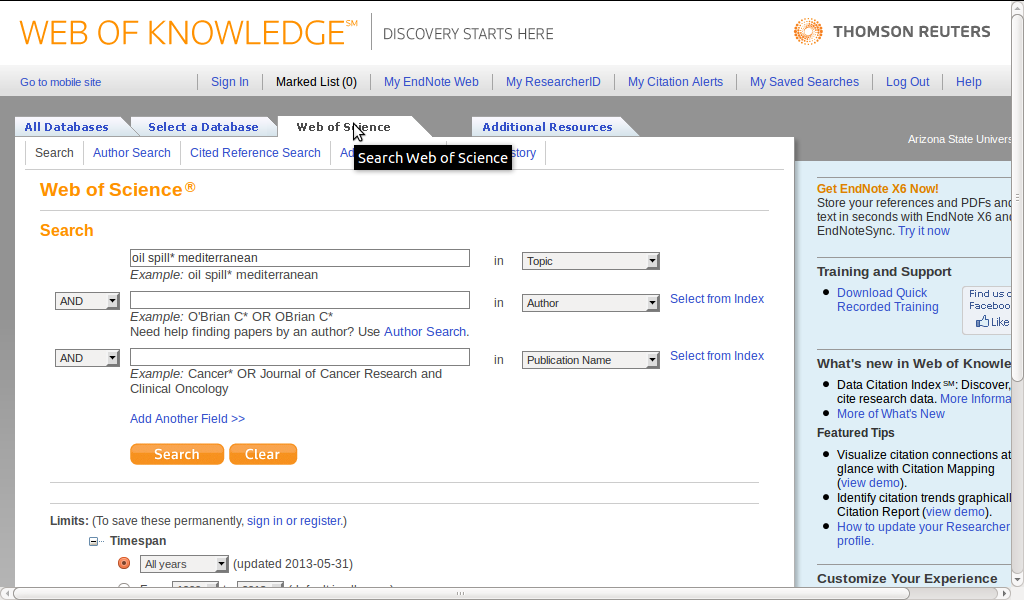 WEB OF KNOWLEDGE℠ DISCOVERY STARTS HERE
THOMSON REUTERS
Go to mobile site Sign In Marked List (0) My EndNote Web My ResearcherID My Citation Alerts My Saved Searches Log Out Help
All Databases Select a Database Web of Science Additional Resources
Arizona State Univers
Search Author Search Cited Reference Search
Search Web of Science
Web of Science®
Search
oil spill* mediterranean in Topic
Example: oil spill* mediterranean
AND in Author Select from Index
Example: O'Brian C* OR OBrian C*
Need help finding papers by an author? Use Author Search.
AND in Publication Name Select from Index
Example: Cancer* OR Journal of Cancer Research and
Clinical Oncology
Add Another Field >>
Search Clear
Limits: (To save these permanently, sign in or register.)
Timespan
All years (updated 2013-05-31)
Get EndNote X6 Now!
Store your references and PDFs and
text in seconds with EndNote X6 and
EndNoteSync. Try it now
Training and Support
Download Quick
Recorded Training
Find us o
Faceboo
Like
What's new in Web of Knowle
Data Citation Index ℠: Discover,
cite research data. More Informa
More of What's New
Featured Tips
Visualize citation connections at
glance with Citation Mapping
(view demo).
Identify citation trends graphicall
Citation Report (view demo).
How to update your Researcher
profile.
Customize Your Experience